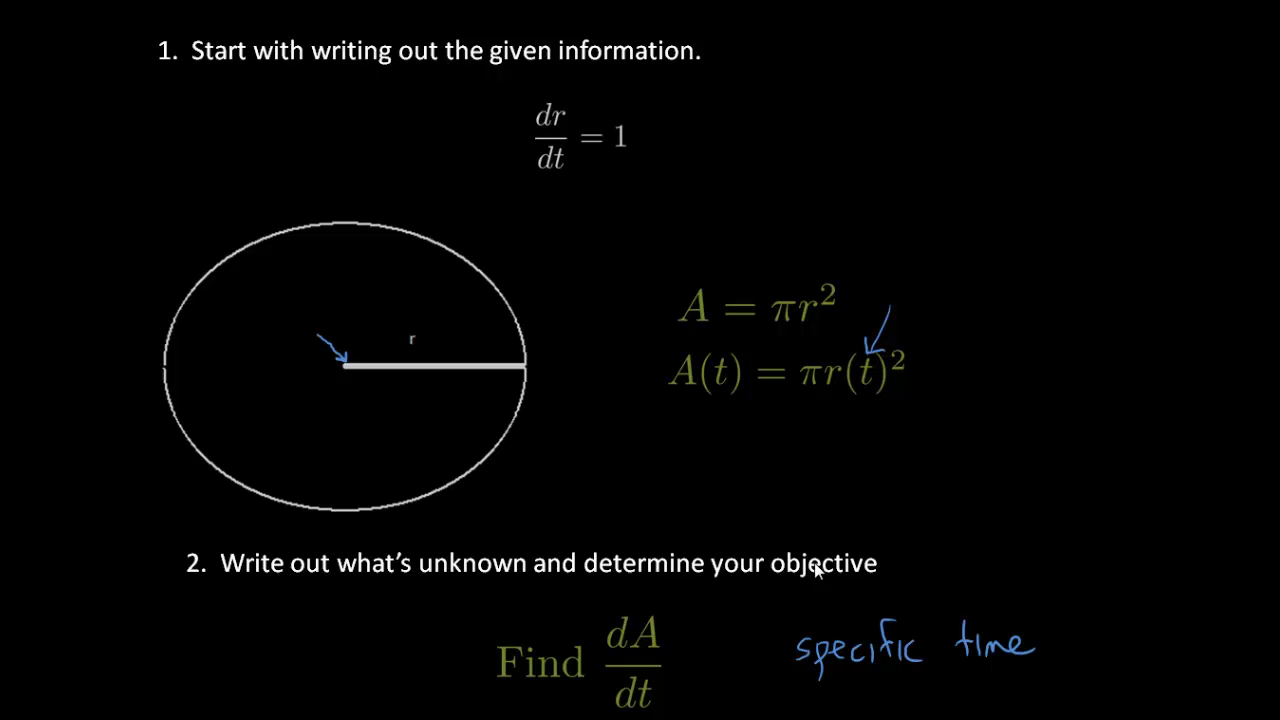 1. Start with writing out the given information.
dr/dt = 1
r
A = πr²
A(t) = πr(t)²
2. Write out what's unknown and determine your objective
Find dA/dt
specific time